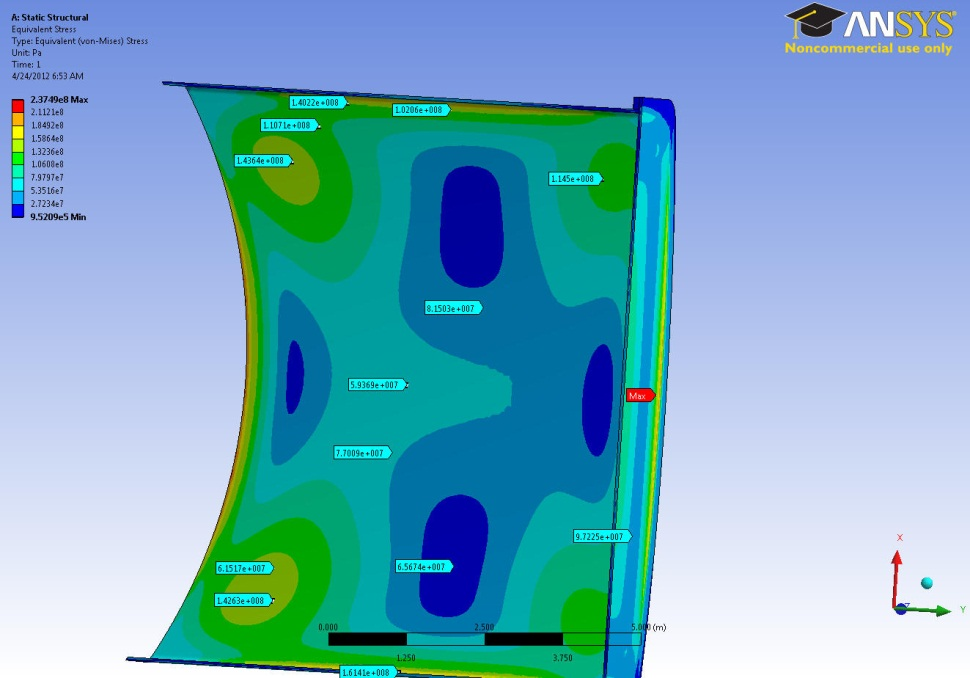 A: Static Structural
Equivalent Stress
Type: Equivalent (von-Mises) Stress
Unit: Pa
Time: 1
4/24/2012 6:53 AM
ANSYS
Noncommercial use only
2.3749e8 Max
2.1121e8
1.8492e8
1.5864e8
1.3236e8
1.0608e8
7.9797e7
5.3516e7
2.7234e7
9.5209e5 Min
1.4022e+008
1.0206e+008
1.1071e+008
1.4364e+008
1.145e+008
8.1503e+007
5.9369e+007
Max
7.7009e+007
9.7225e+007
6.1517e+007
6.5674e+007
1.4263e+008
X
Y
Z
0.000
2.500
5.000 (m)
1.250
3.750
1.6141e+008